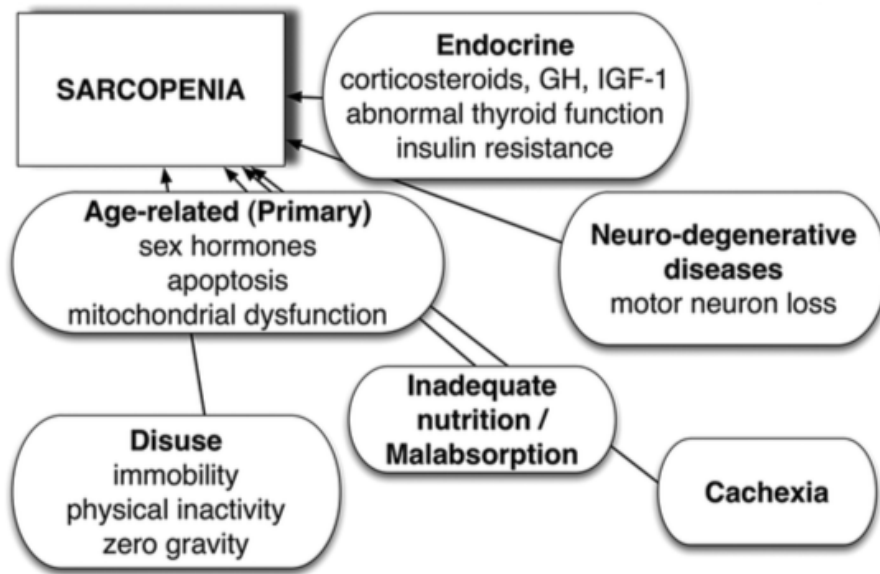 SARCOPENIA
Endocrine
corticosteroids, GH, IGF-1
abnormal thyroid function
insulin resistance
Age-related (Primary)
sex hormones
apoptosis
mitochondrial dysfunction
Neuro-degenerative
diseases
motor neuron loss
Inadequate
nutrition /
Malabsorption
Disuse
immobility
physical inactivity
zero gravity
Cachexia